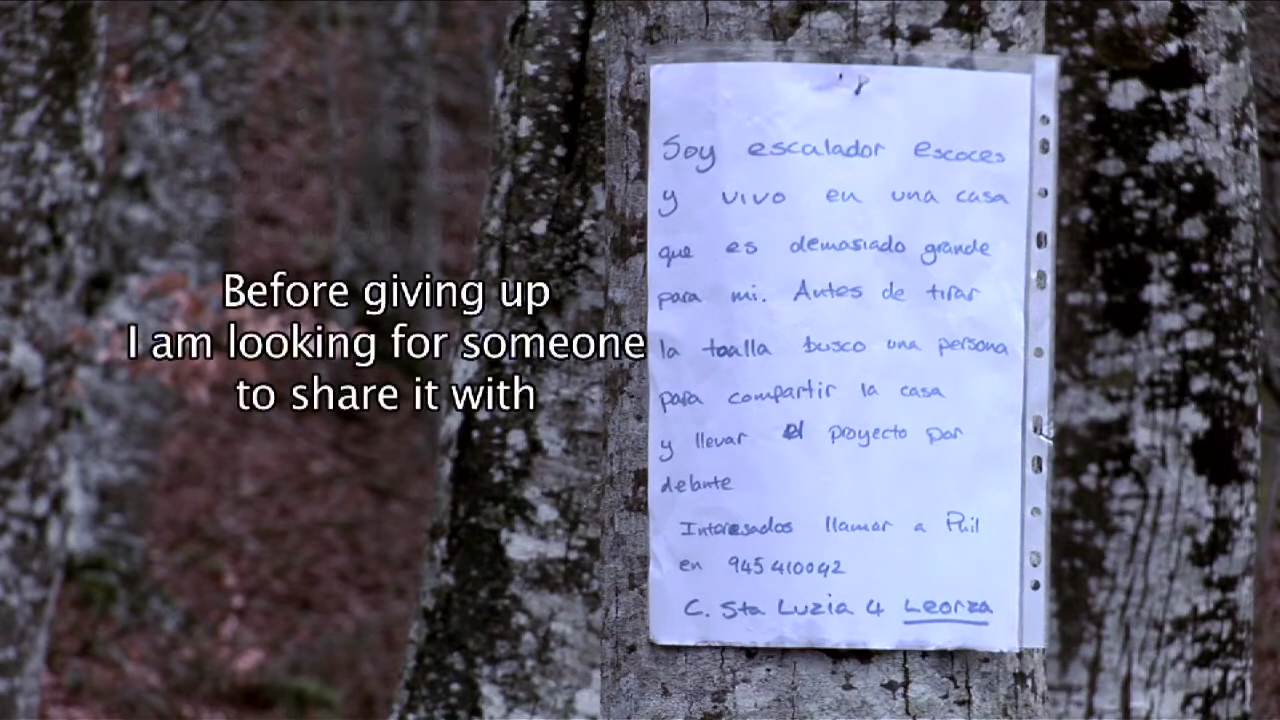 Before giving up
I am looking for someone
to share it with
Soy escalador escoces
y vivo en una casa
que es demasiado grande
para mi. Antes de tirar
la toalla busco una persona
para compartir la casa
y llevar el proyecto por
delante
Interesados llamar a Phil
en 945 410042
C. Sta Luzia 4 Leorza